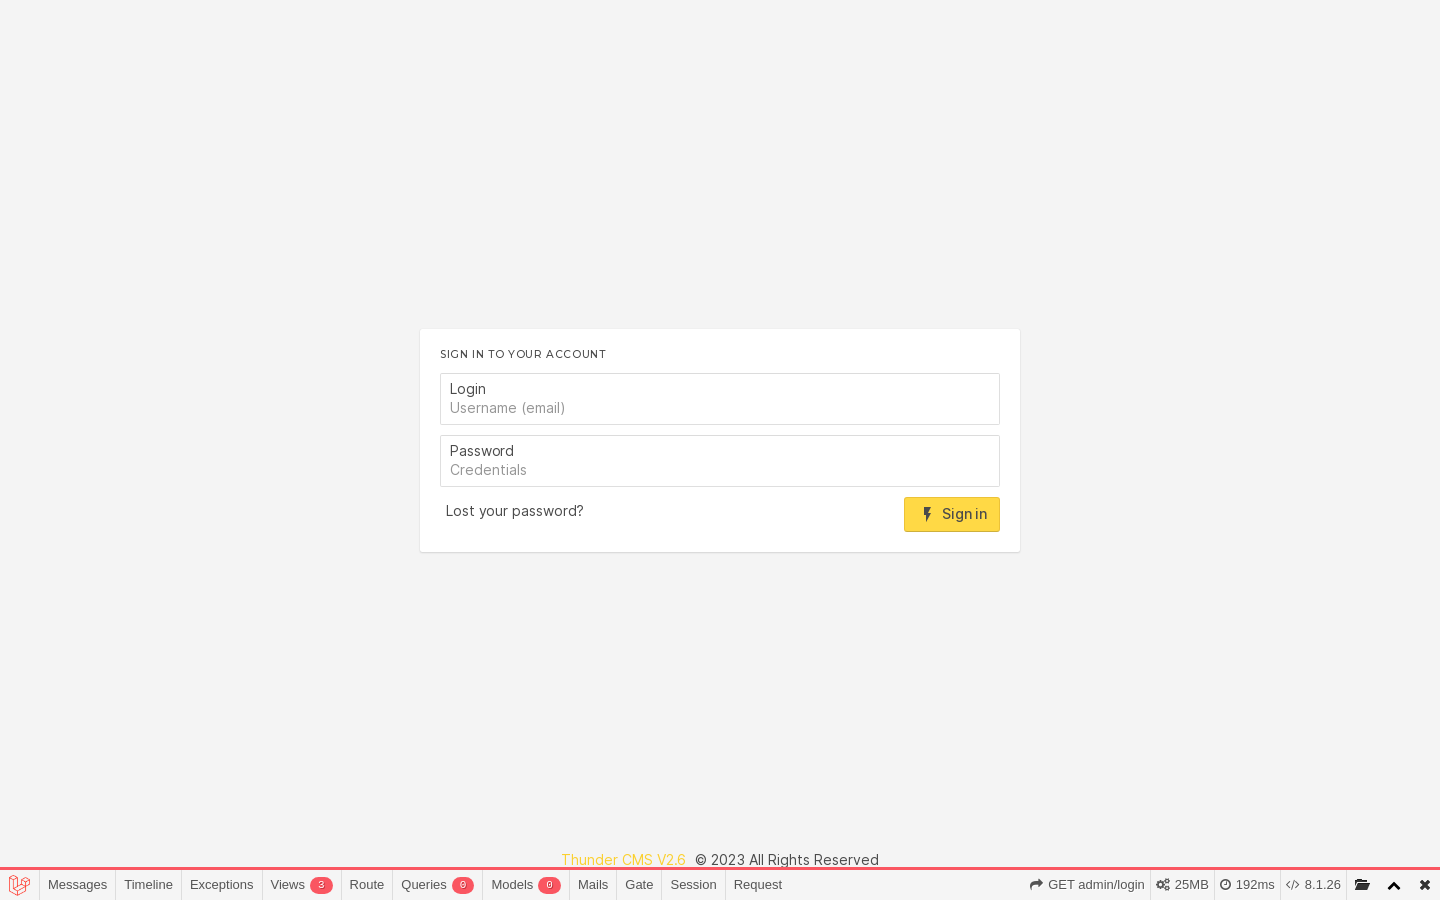 SIGN IN TO YOUR ACCOUNT
Login
Username (email)
Password
Credentials
Lost your password?
Sign in
Thunder CMS V2.6 © 2023 All Rights Reserved
Messages Timeline Exceptions Views 3 Route Queries 0 Models 0 Mails Gate Session Request GET admin/login 25MB 192ms 8.1.26